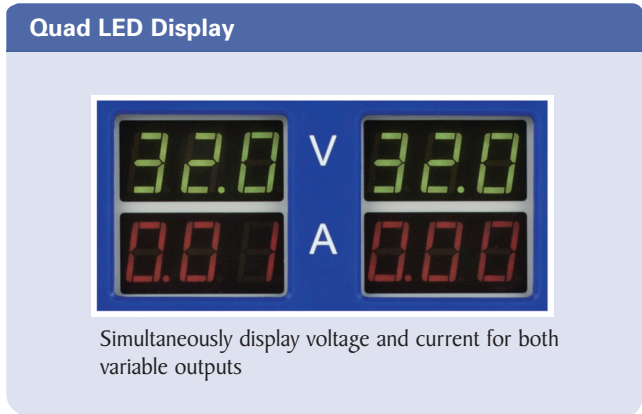 Quad LED Display
32.0 V 32.0
0.01 A 0.00
Simultaneously display voltage and current for both
variable outputs